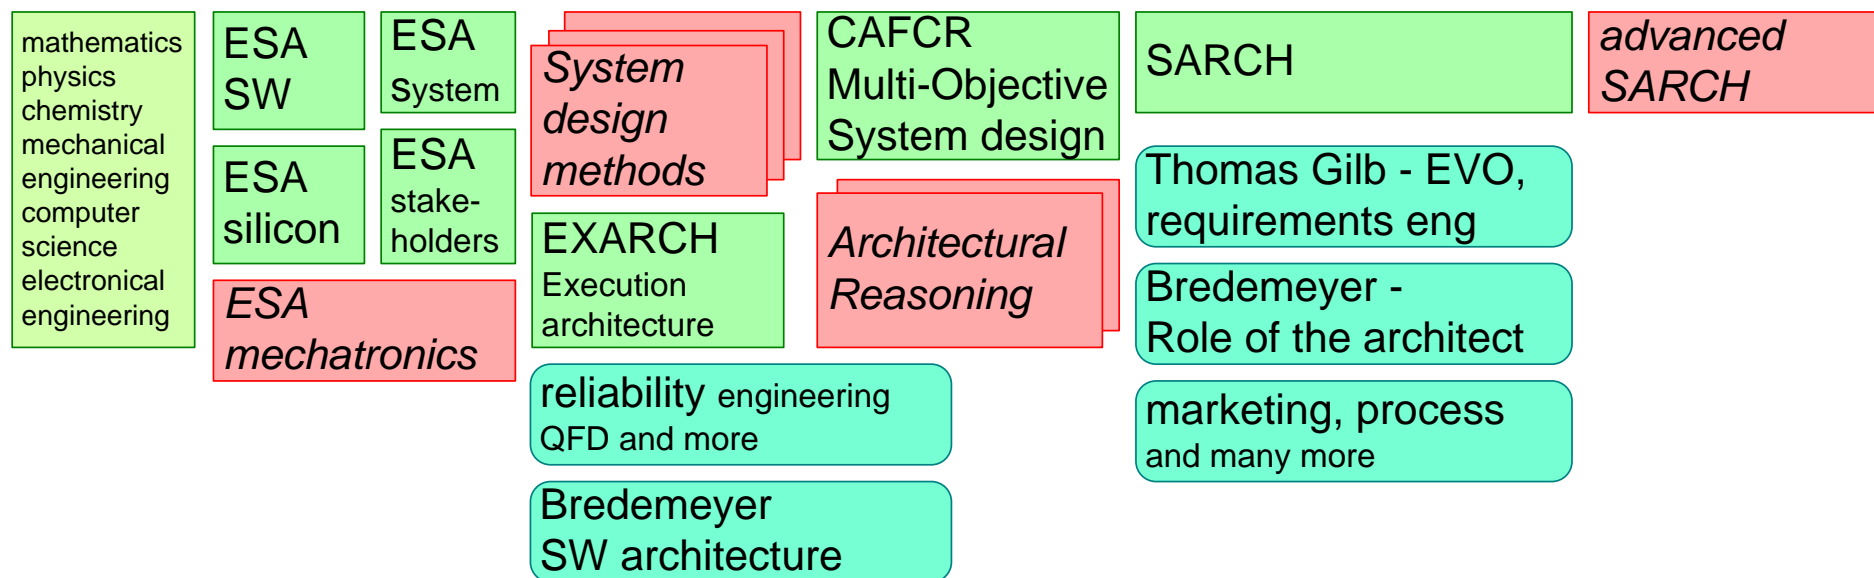 mathematics
physics
chemistry
mechanical
engineering
computer
science
electronical
engineering
ESA
SW
ESA
System
ESA
silicon
ESA
stake-
holders
ESA
mechatronics
System
design
methods
EXARCH
Execution
architecture
reliability engineering
QFD and more
Bredemeyer
SW architecture
CAFCR
Multi-Objective
System design
Architectural
Reasoning
SARCH
Thomas Gilb - EVO,
requirements eng
Bredemeyer -
Role of the architect
marketing, process
and many more
advanced
SARCH